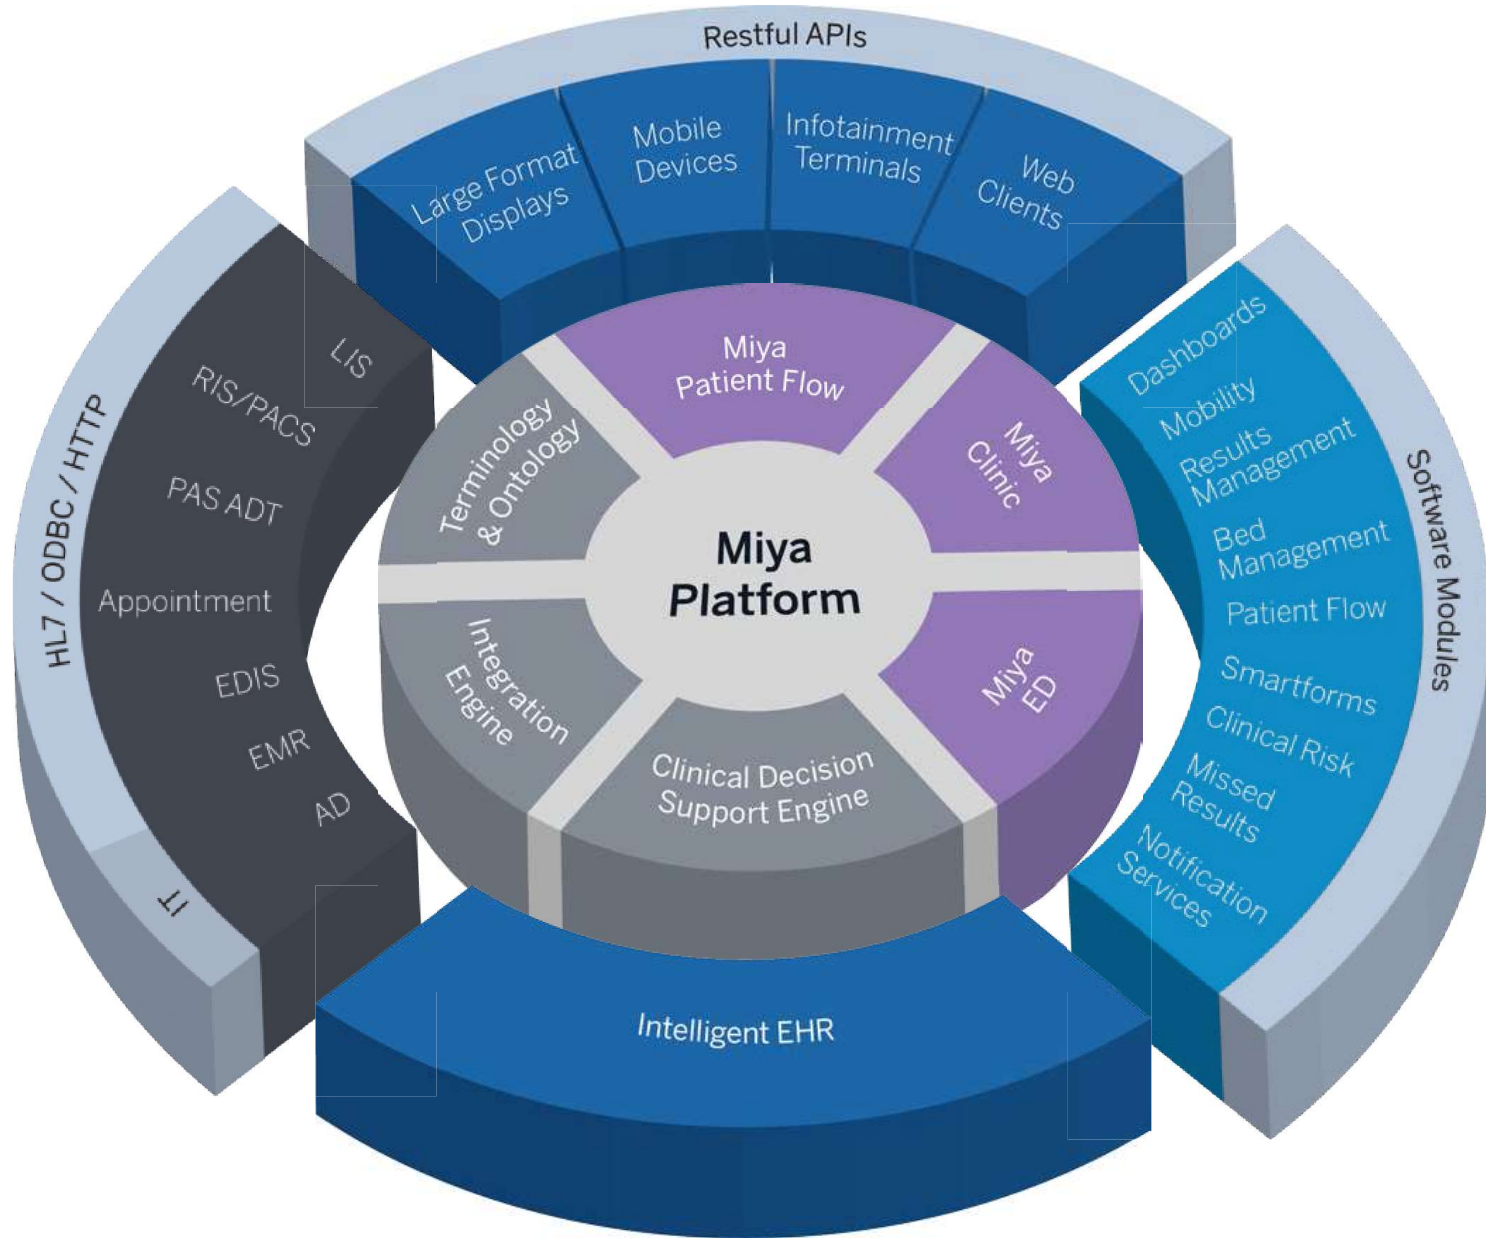 Restful APIs
Large Format
Displays
Mobile
Devices
Infotainment
Terminals
Web
Clients
HL7 / ODBC / HTTP
IT
LIS
RIS/PACS
PAS ADT
Appointment
EDIS
EMR
AD
Miya
Patient Flow
Miya
Clinic
Miya
ED
Clinical Decision
Support Engine
Integration
Engine
Terminology
& Ontology
Miya
Platform
Dashboards
Mobility
Results
Management
Bed
Management
Patient Flow
Smartforms
Clinical Risk
Missed
Results
Notification
Services
Software Modules
Intelligent EHR